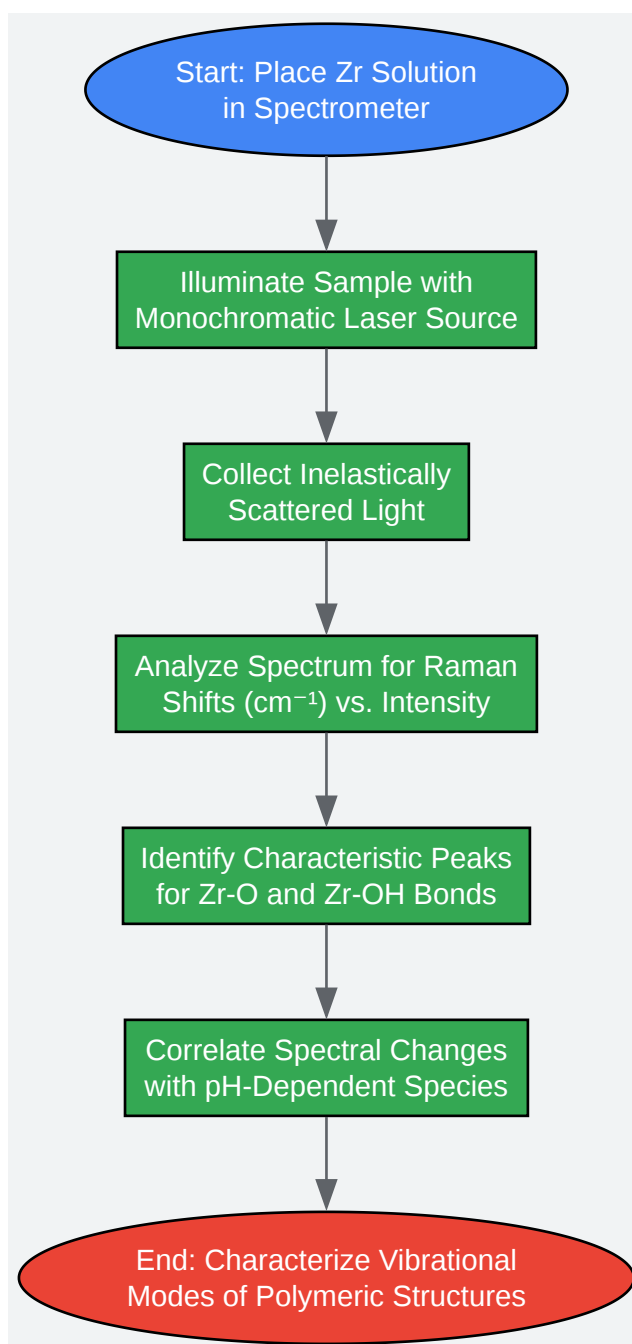 Start: Place Zr Solution
in Spectrometer
Illuminate Sample with
Monochromatic Laser Source
Collect Inelastically
Scattered Light
Analyze Spectrum for Raman
Shifts (cm⁻¹) vs. Intensity
Identify Characteristic Peaks
for Zr-O and Zr-OH Bonds
Correlate Spectral Changes
with pH-Dependent Species
End: Characterize Vibrational
Modes of Polymeric Structures